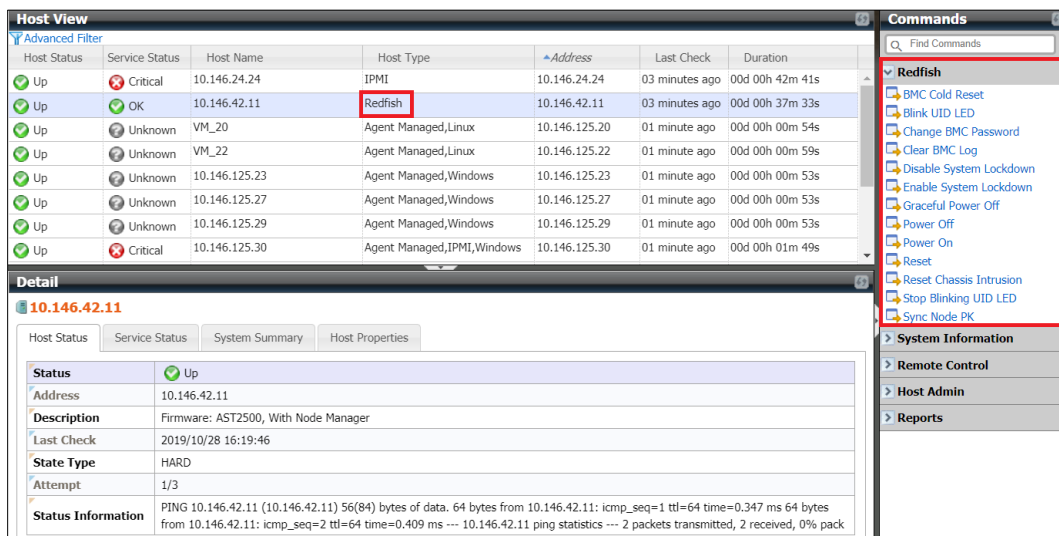 Host View
Commands
Advanced Filter
Find Commands
Host Status Service Status Host Name Host Type Address Last Check Duration
Up Critical 10.146.24.24 IPMI 10.146.24.24 03 minutes ago 00d 00h 42m 41s
Up OK 10.146.42.11 Redfish 10.146.42.11 03 minutes ago 00d 00h 37m 33s
Up Unknown VM_20 Agent Managed,Linux 10.146.125.20 01 minute ago 00d 00h 00m 54s
Up Unknown VM_22 Agent Managed,Linux 10.146.125.22 01 minute ago 00d 00h 00m 59s
Up Unknown 10.146.125.23 Agent Managed,Windows 10.146.125.23 01 minute ago 00d 00h 00m 53s
Up Unknown 10.146.125.27 Agent Managed,Windows 10.146.125.27 01 minute ago 00d 00h 00m 53s
Up Unknown 10.146.125.29 Agent Managed,Windows 10.146.125.29 01 minute ago 00d 00h 00m 53s
Up Critical 10.146.125.30 Agent Managed,IPMI,Windows 10.146.125.30 01 minute ago 00d 00h 01m 49s
Redfish
BMC Cold Reset
Blink UID LED
Change BMC Password
Clear BMC Log
Disable System Lockdown
Enable System Lockdown
Graceful Power Off
Power Off
Power On
Reset
Reset Chassis Intrusion
Stop Blinking UID LED
Sync Node PK
System Information
Remote Control
Host Admin
Reports
Detail
10.146.42.11
Host Status Service Status System Summary Host Properties
Status Up
Address 10.146.42.11
Description Firmware: AST2500, With Node Manager
Last Check 2019/10/28 16:19:46
State Type HARD
Attempt 1/3
Status Information PING 10.146.42.11 (10.146.42.11) 56(84) bytes of data. 64 bytes from 10.146.42.11: icmp_seq=1 ttl=64 time=0.347 ms 64 bytes
from 10.146.42.11: icmp_seq=2 ttl=64 time=0.409 ms --- 10.146.42.11 ping statistics --- 2 packets transmitted, 2 received, 0% pack